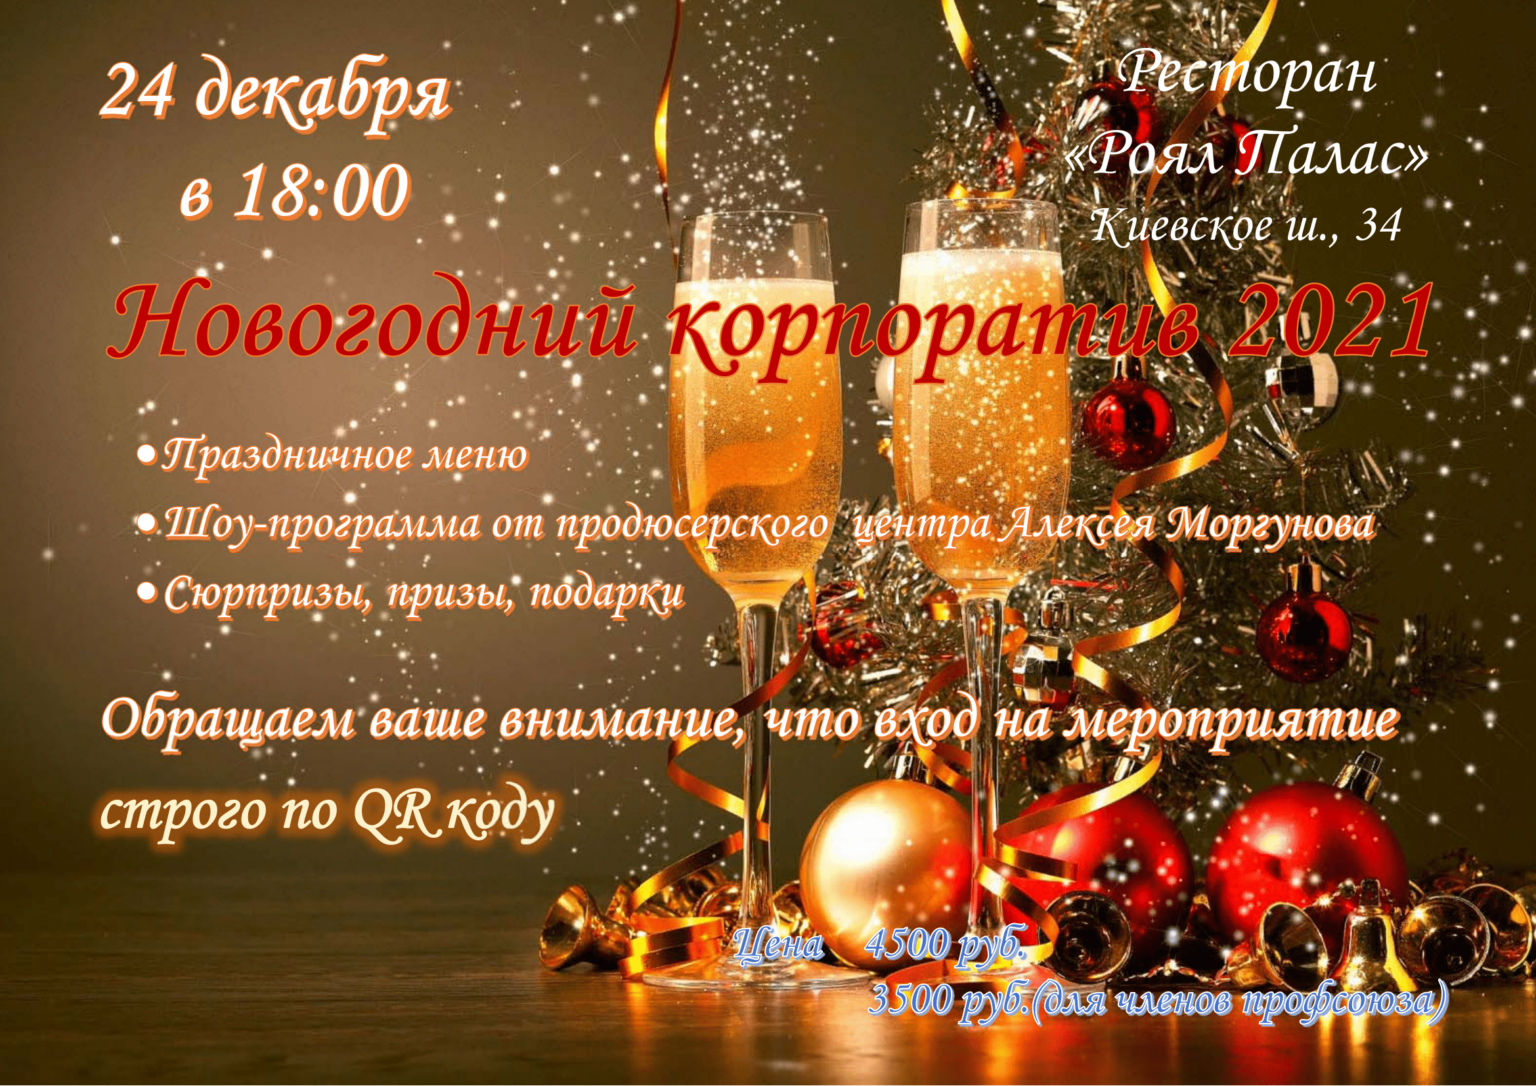 24 декабря
в 18:00
Ресторан
«Роял Палас»
Киевское ш., 34
Новогодний корпоратив 2021
•Праздничное меню
•Шоу-программа от продюсерского центра Алексея Моргунова
•Сюрпризы, призы, подарки
Обращаем ваше внимание, что вход на мероприятие
строго по QR коду
Цена 4500 руб.
3500 руб.(для членов профсоюза)